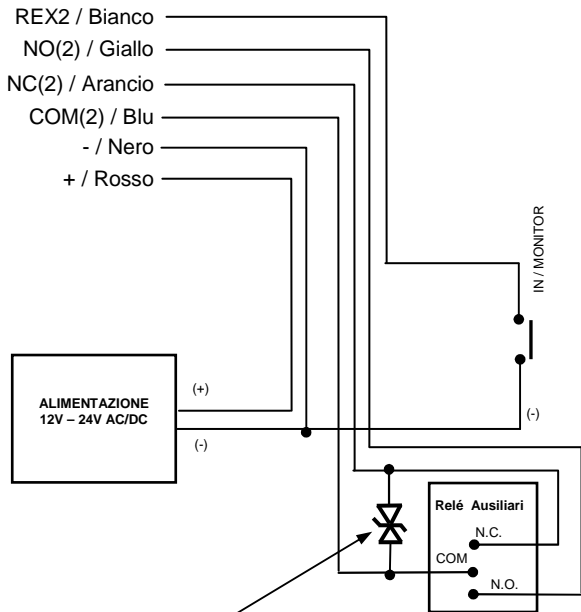 REX2 / Bianco
NO(2) / Giallo
NC(2) / Arancio
COM(2) / Blu
- / Nero
+ / Rosso
IN / MONITOR
ALIMENTAZIONE
12V – 24V AC/DC
(+)
(-)
(-)
Relé Ausiliari
N.C.
COM
N.O.